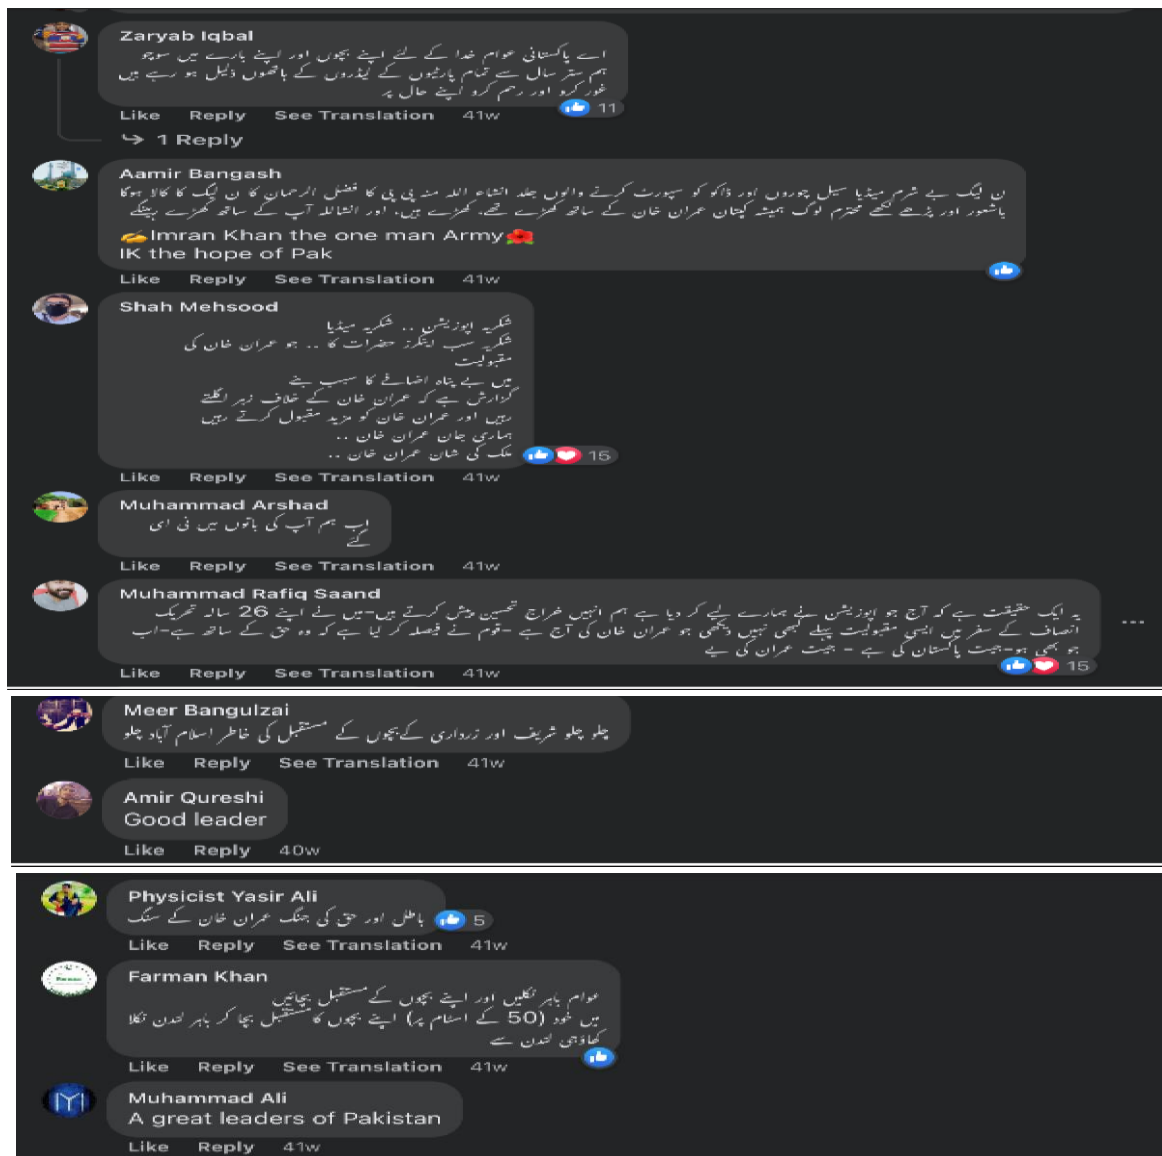 Zaryab Iqbal
اے پاکستانی عوام خدا کے لئے اپنے بچوں اور اپنے بارے میں سوچو
ہم ستر سال سے تمام پارٹیوں کے لیڈروں کے ہاتھوں ذلیل ہو رہے ہیں
غور کرو اور رحم کرو اپنے حال پر
11
Like Reply See Translation 41w
1 Reply
Aamir Bangash
ن لیگ بے شرم میڈیا سیل چوروں اور ڈاکو کو سپورٹ کرنے والوں جلد انشاء اللہ منہ پی پی کا فضل الرحمان کا ن لیگ کا کالا ہوگا
باشعور اور پڑھے لکھے محترم لوگ ہمیشہ کپتان عمران خان کے ساتھ کھڑے تھے، کھڑے ہیں، اور انشاللہ آپ کے ساتھ کھڑے رہینگے
✍️Imran Khan the one man Army🌺
IK the hope of Pak
Like Reply See Translation 41w
Shah Mehsood
شکریہ اپوزیشن .. شکریہ میڈیا
شکریہ سب اینکرز حضرات کا .. جو عمران خان کی
مقبولیت
میں بے پناہ اضافے کا سبب بنے
گزارش ہے کہ عمران خان کے خلاف زہر اگلتے
رہیں اور عمران خان کو مزید مقبول کرتے رہیں
ہماری جان عمران خان ..
ملک کی شان عمران خان ..
15
Like Reply See Translation 41w
Muhammad Arshad
اب ہم آپ کی باتوں میں نی ای
گئے
Like Reply See Translation 41w
Muhammad Rafiq Saand
یہ ایک حقیقت ہے کہ آج جو اپوزیشن نے ہمارے لیے کر دیا ہے ہم انہیں خراج تحسین پیش کرتے ہیں-میں نے اپنے 26 سالہ تحریک
انصاف کے سفر میں ایسی مقبولیت پہلے کبھی نہیں دیکھی جو عمران خان کی آج ہے -قوم نے فیصلہ کر لیا ہے کہ وہ حق کے ساتھ ہے-اب
جو بھی ہو-جیت پاکستان کی ہے - جیت عمران کی ہے
15
Like Reply See Translation 41w
Meer Bangulzai
چلو چلو شریف اور زرداری کے بچوں کے مستقبل کی خاطر اسلام آباد چلو
Like Reply See Translation 41w
Amir Qureshi
Good leader
Like Reply 40w
Physicist Yasir Ali
باطل اور حق کی جنگ عمران خان کے سنگ
5
Like Reply See Translation 41w
Farman Khan
عوام باہر نکلیں اور اپنے بچوں کے مستقبل بچائیں
میں خود (50 کے اسٹام پر) اپنے بچوں کا مستقبل بچا کر باہر لندن نکلا
کھاؤجی لندن سے
Like Reply See Translation 41w
Muhammad Ali
A great leaders of Pakistan
Like Reply 41w